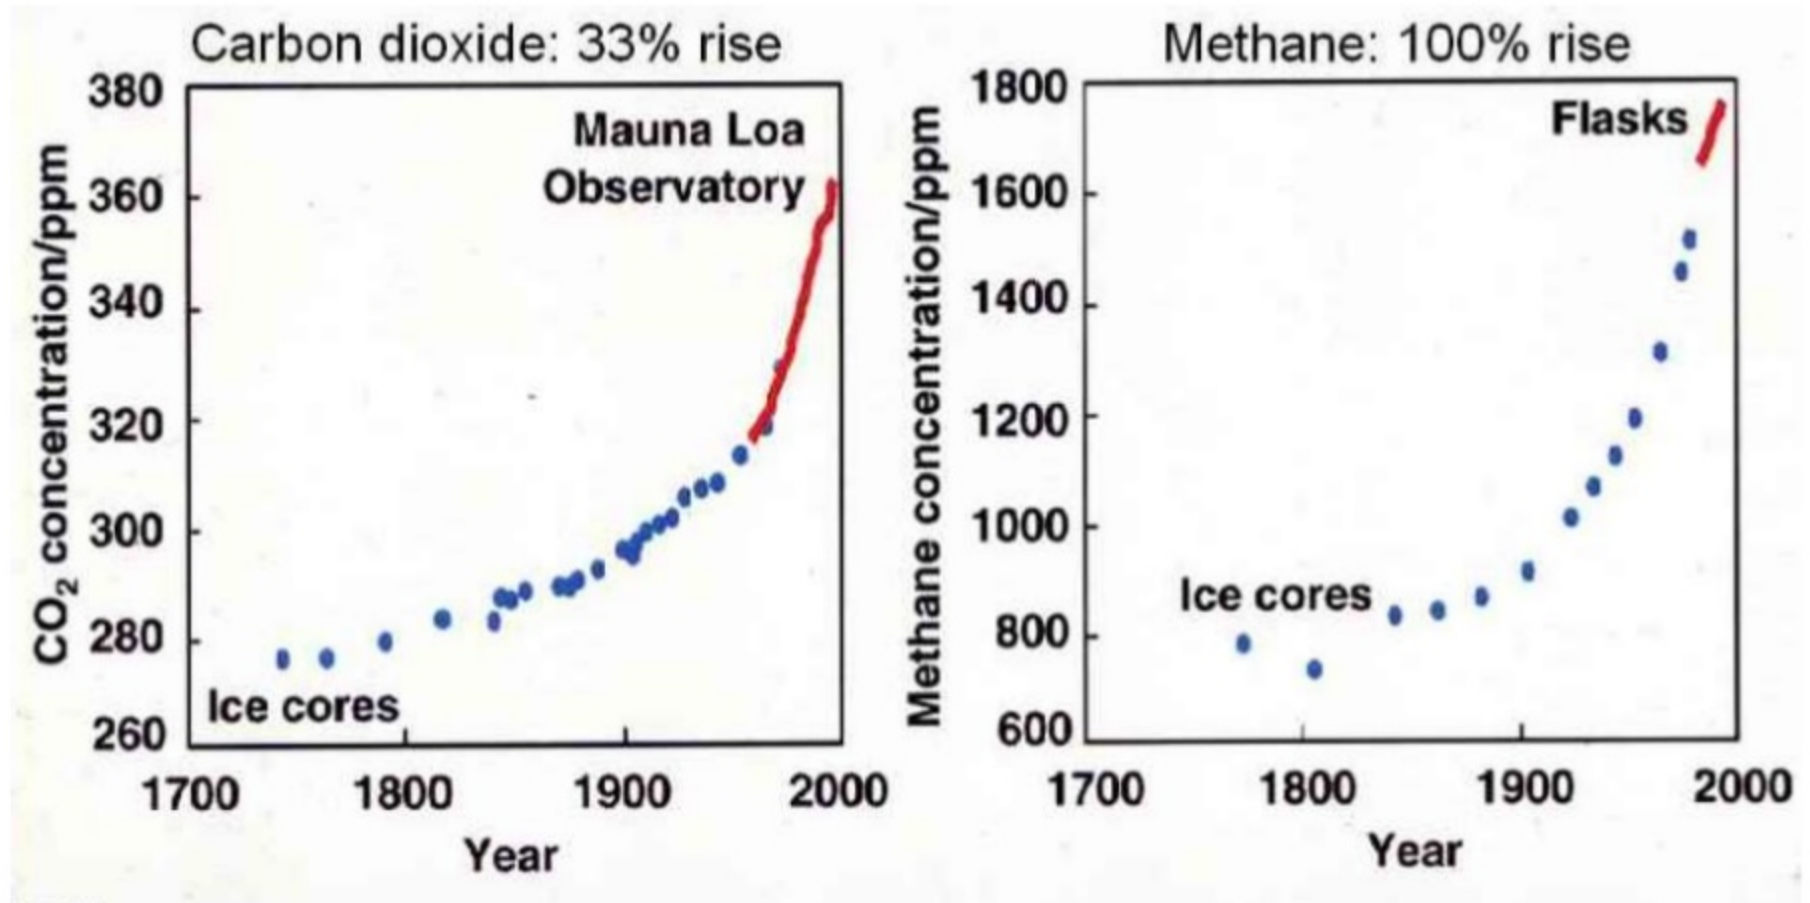 Carbon dioxide: 33% rise
380
360
340
320
300
280
260
CO₂ concentration/ppm
Mauna Loa
Observatory
Ice cores
1700 1800 1900 2000
Year
Methane: 100% rise
1800
1600
1400
1200
1000
800
600
Methane concentration/ppm
Flasks
Ice cores
1700 1800 1900 2000
Year